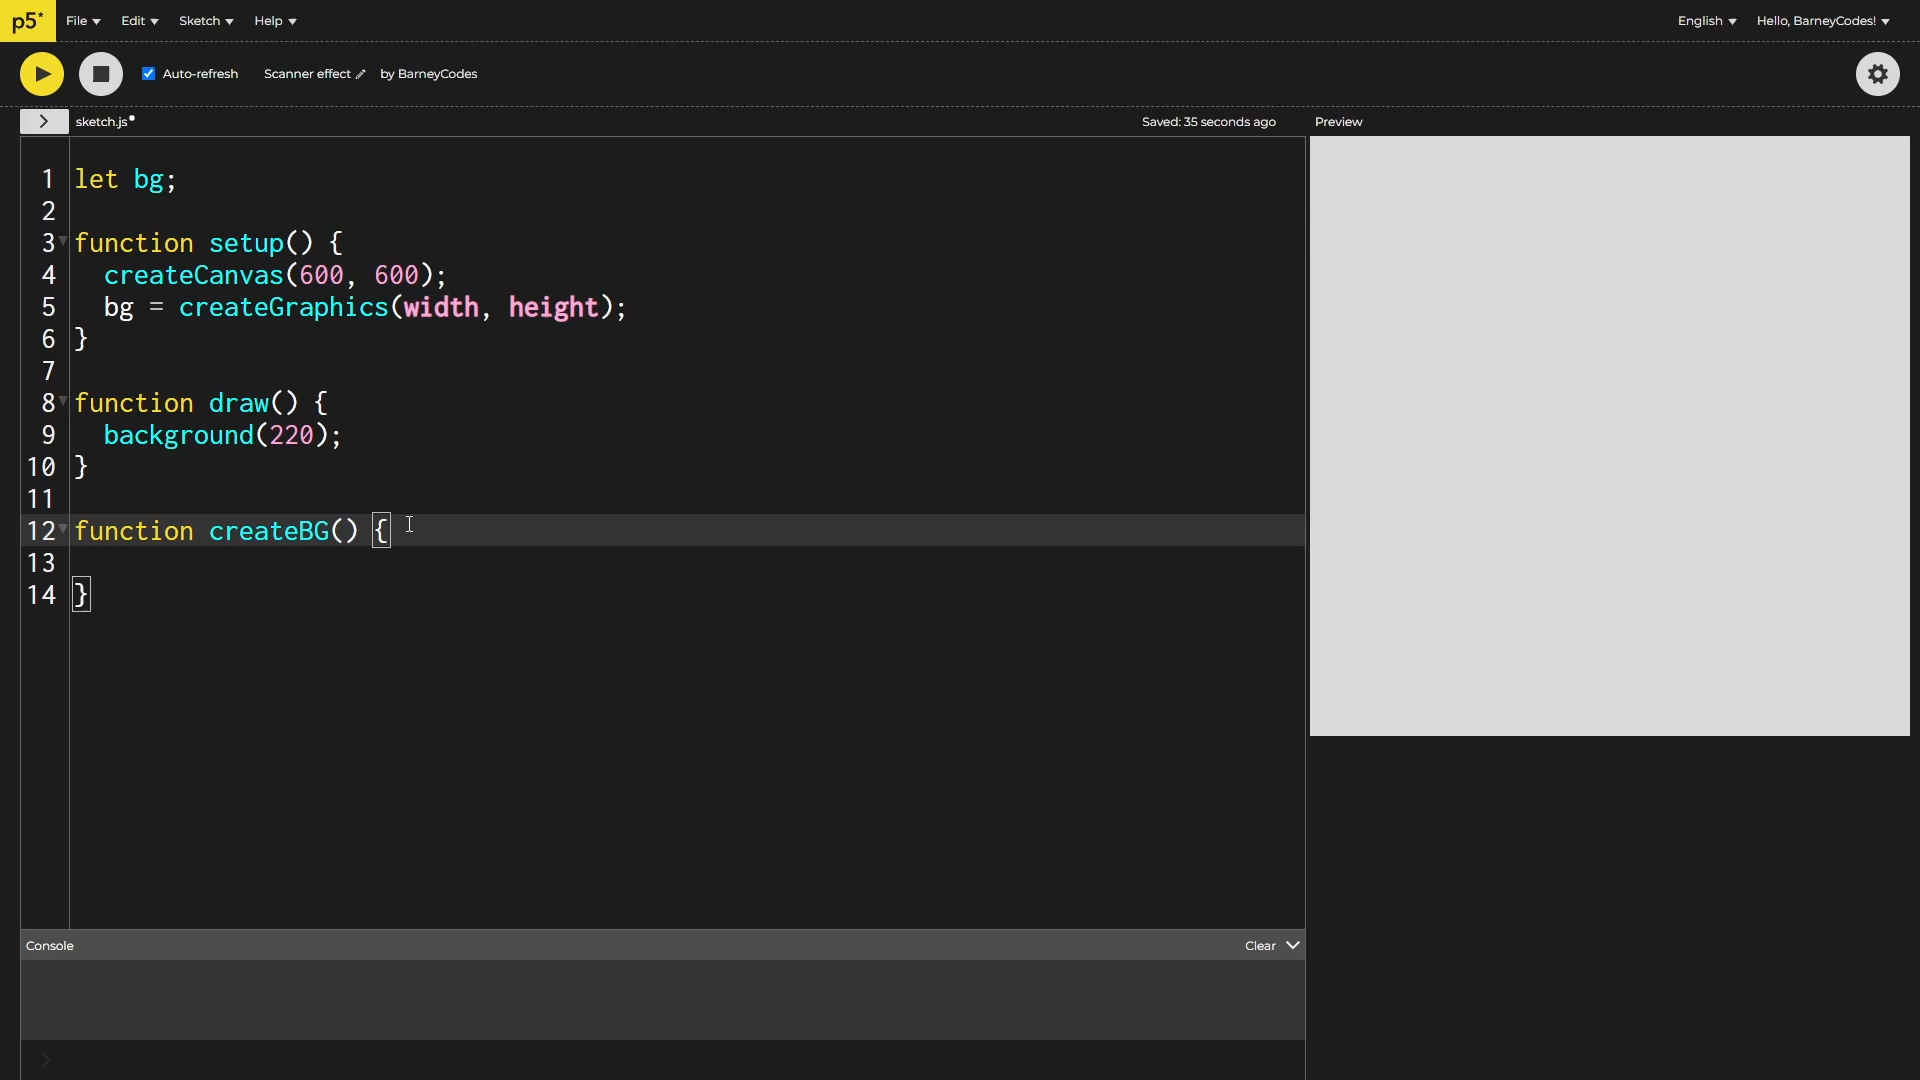 p5* File Edit Sketch Help English Hello, BarneyCodes!
Auto-refresh Scanner effect by BarneyCodes
> sketch.js Saved: 35 seconds ago Preview
1 let bg;
2
3 function setup() {
4 createCanvas(600, 600);
5 bg = createGraphics(width, height);
6 }
7
8 function draw() {
9 background(220);
10 }
11
12 function createBG() {
13
14 }
Console Clear
>